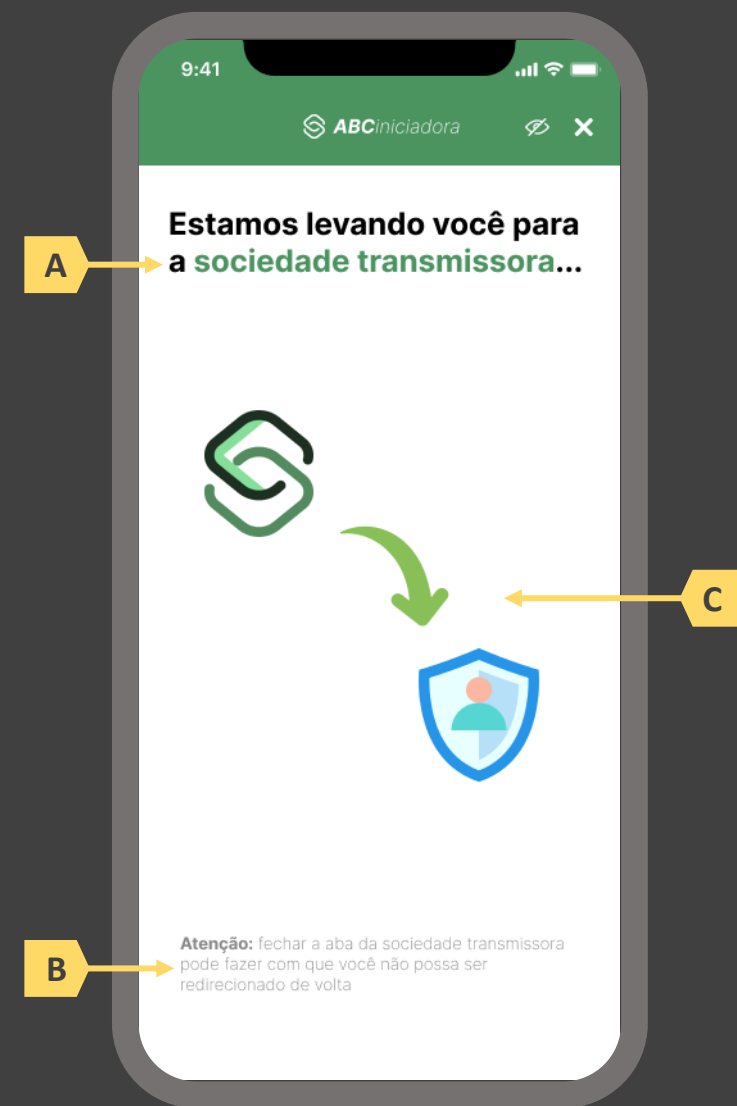 9:41
ABCiniciadora
Estamos levando você para
A
a sociedade transmissora...
C
Atenção: fechar a aba da sociedade transmissora
B
pode fazer com que você não possa ser
redirecionado de volta